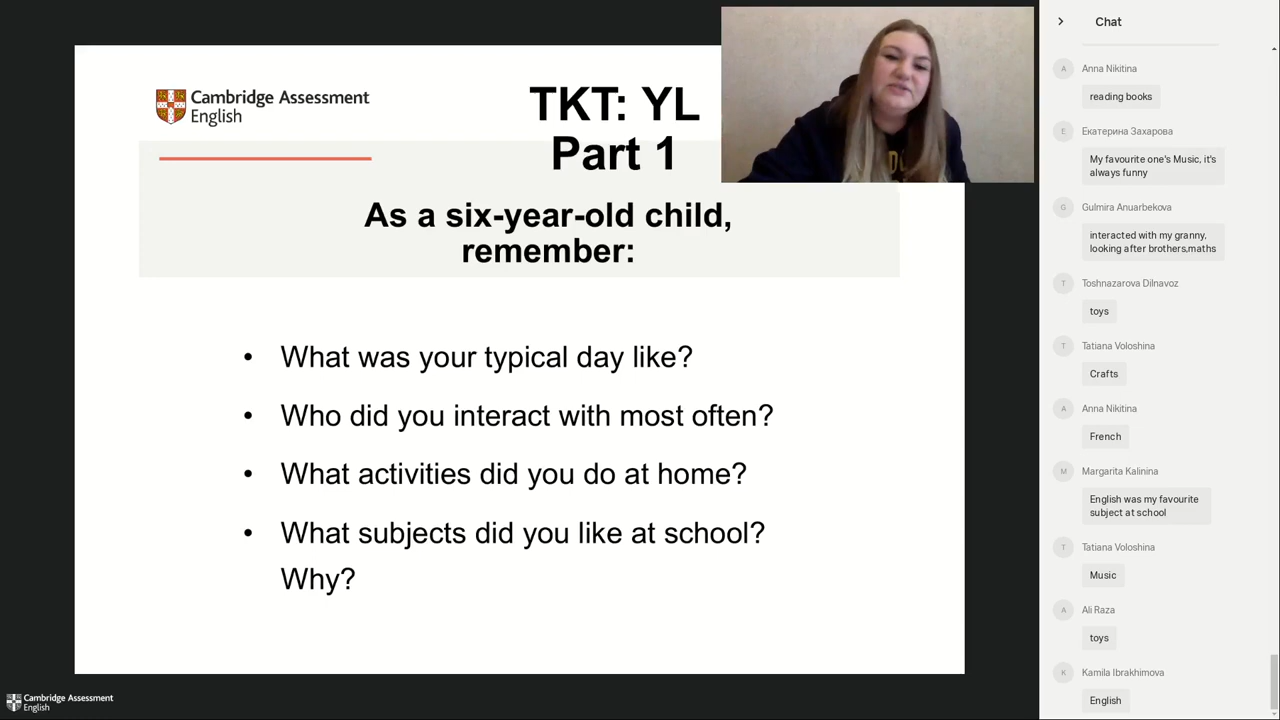 Cambridge Assessment
English
TKT: YL
Part 1
As a six-year-old child,
remember:
• What was your typical day like?
• Who did you interact with most often?
• What activities did you do at home?
• What subjects did you like at school?
Why?
Cambridge Assessment
English
Chat
A
Anna Nikitina
reading books
E
Екатерина Захарова
My favourite one's Music, it's
always funny
G
Gulmira Anuarbekova
interacted with my granny,
looking after brothers,maths
T
Toshnazarova Dilnavoz
toys
T
Tatiana Voloshina
Crafts
A
Anna Nikitina
French
M
Margarita Kalinina
English was my favourite
subject at school
T
Tatiana Voloshina
Music
A
Ali Raza
toys
K
Kamila Ibrakhimova
English